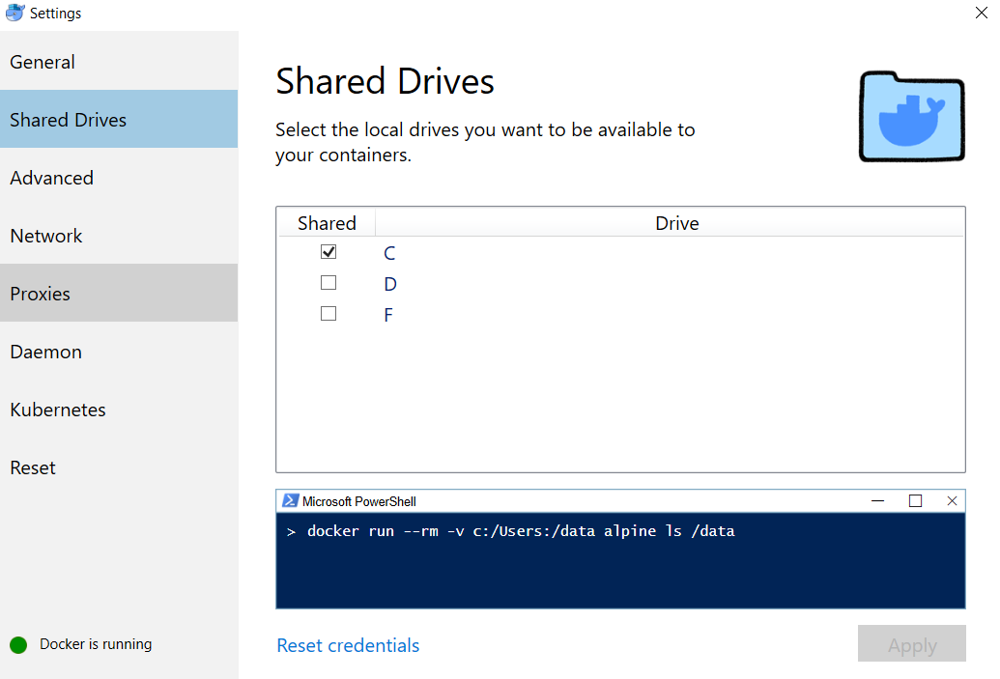 Settings
General
Shared Drives
Advanced
Network
Proxies
Daemon
Kubernetes
Reset
Docker is running
Shared Drives
Select the local drives you want to be available to
your containers.
Shared Drive
C
D
F
Microsoft PowerShell
> docker run --rm -v c:/Users:/data alpine ls /data
Reset credentials
Apply